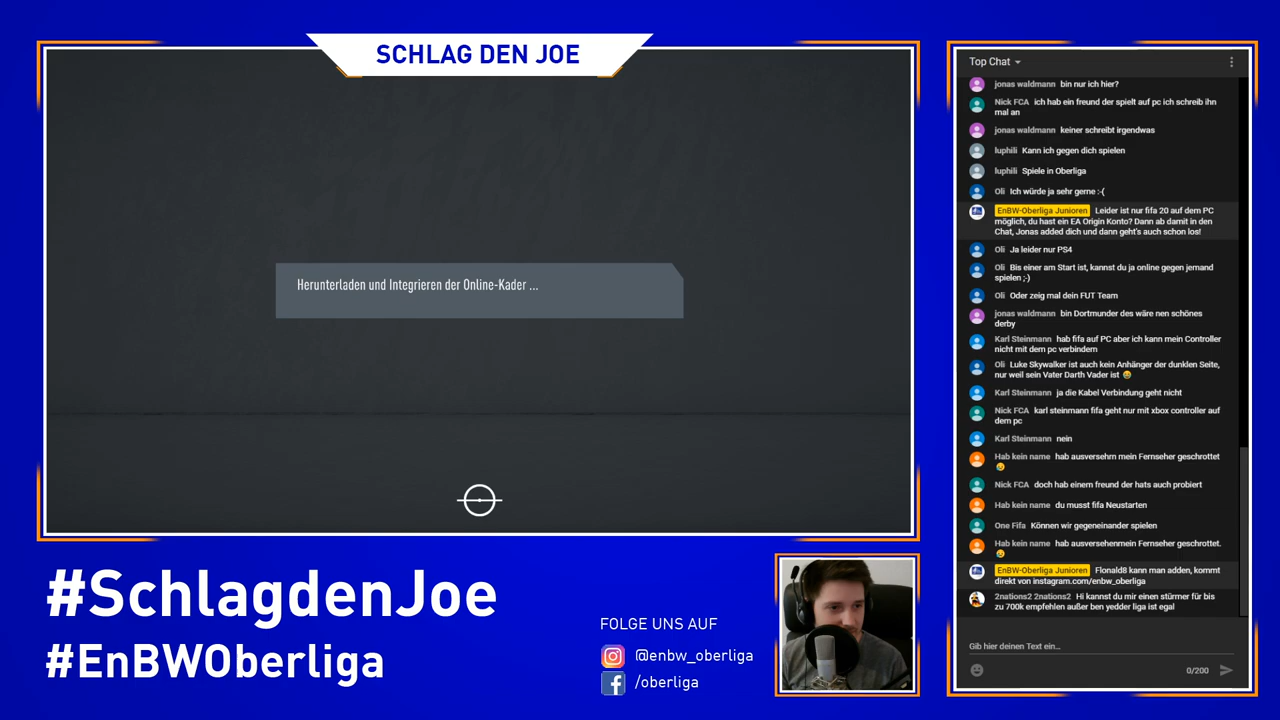 SCHLAG DEN JOE
Herunterladen und Integrieren der Online-Kader ...
#SchlagdenJoe
#EnBWOberliga
FOLGE UNS AUF
@enbw_oberliga
/oberliga
Top Chat
jonas waldmann bin nur ich hier?
Nick FCA ich hab ein freund der spielt auf pc ich schreib ihn
mal an
jonas waldmann keiner schreibt irgendwas
luphili Kann ich gegen dich spielen
luphili Spiele in Oberliga
Oli Ich würde ja sehr gerne :-(
EnBW-Oberliga Junioren Leider ist nur fifa 20 auf dem PC
möglich, du hast ein EA Origin Konto? Dann ab damit in den
Chat, Jonas added dich und dann geht's auch schon los!
Oli Ja leider nur PS4
Oli Bis einer am Start ist, kannst du ja online gegen jemand
spielen ;-)
Oli Oder zeig mal dein FUT Team
jonas waldmann bin Dortmunder des wäre nen schönes
derby
Karl Steinmann hab fifa auf PC aber ich kann mein Controller
nicht mit dem pc verbindem
Oli Luke Skywalker ist auch kein Anhänger der dunklen Seite,
nur weil sein Vater Darth Vader ist 😂
Karl Steinmann ja die Kabel Verbindung geht nicht
Nick FCA karl steinmann fifa geht nur mit xbox controller auf
dem pc
Karl Steinmann nein
Hab kein name hab ausversehrn mein Fernseher geschrottet
😅
Nick FCA doch hab einem freund der hats auch probiert
Hab kein name du musst fifa Neustarten
One Fifa Können wir gegeneinander spielen
Hab kein name hab ausversehenmein Fernseher geschrottet.
😅
EnBW-Oberliga Junioren Flonald8 kann man adden, kommt
direkt von instagram.com/enbw_oberliga
2nations2 2nations2 Hi kannst du mir einen stürmer für bis
zu 700k empfehlen außer ben yedder liga ist egal
Gib hier deinen Text ein...
0/200